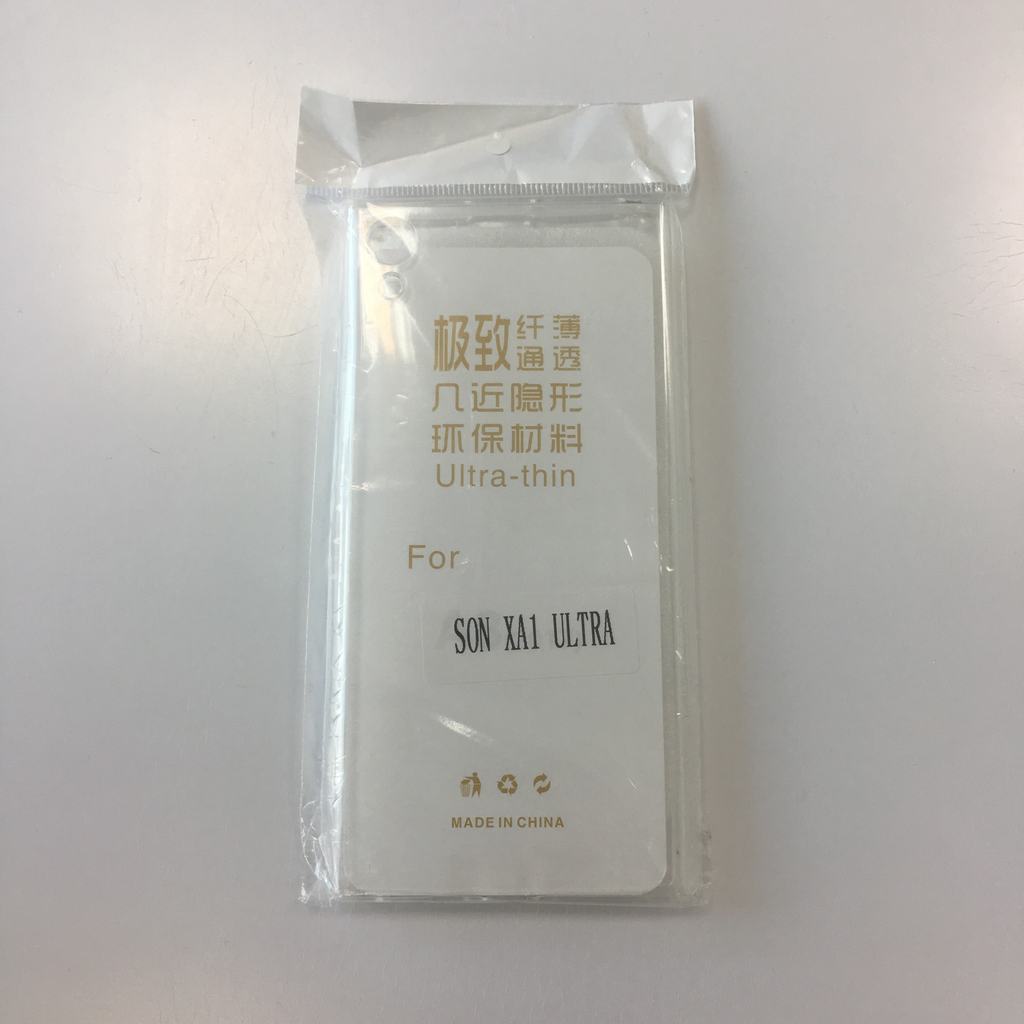 极致纤薄
通透
几近隐形
环保材料
Ultra-thin
For
SON XA1 ULTRA
MADE IN CHINA